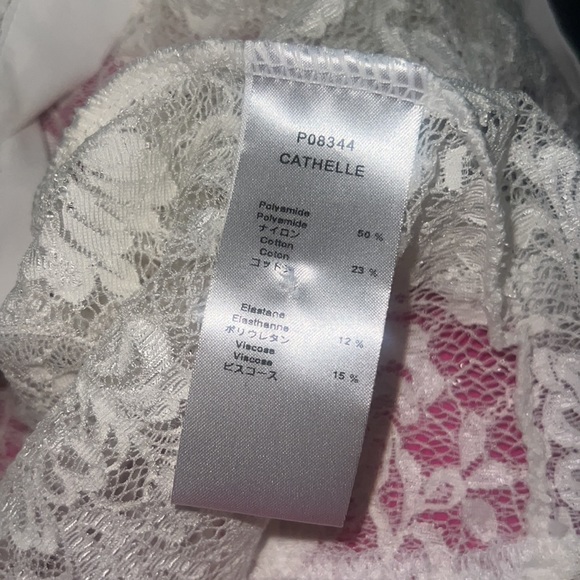 P08344
CATHELLE
Polyamide
Polyamide 50 %
ナイロン
Cotton
Coton 23 %
コットン
Elastane
Elasthanne 12 %
ポリウレタン
Viscose
Viscose 15 %
ビスコース